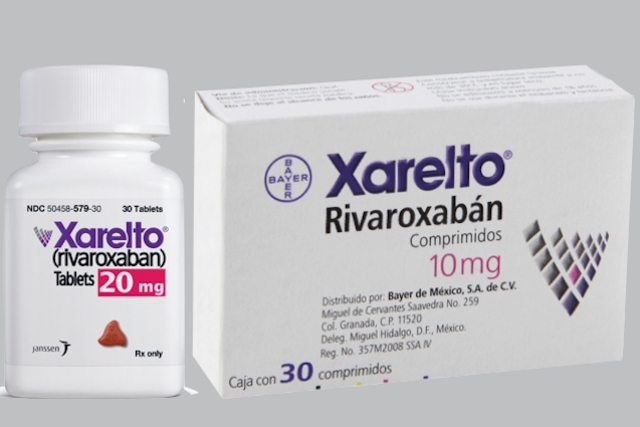 NDC 50458-579-30 30 Tablets
Xarelto®
(rivaroxaban)
Tablets 20 mg
janssen
Rx only
BAYER
BAYER
Xarelto®
Rivaroxabán
Comprimidos
10 mg
Distribuido por: Bayer de México, S.A. de C.V.
Miguel de Cervantes Saavedra No. 259
Col. Granada, C.P. 11520
Deleg. Miguel Hidalgo, D.F., México.
Reg. No. 357M2008 SSA IV
Caja con 30 comprimidos